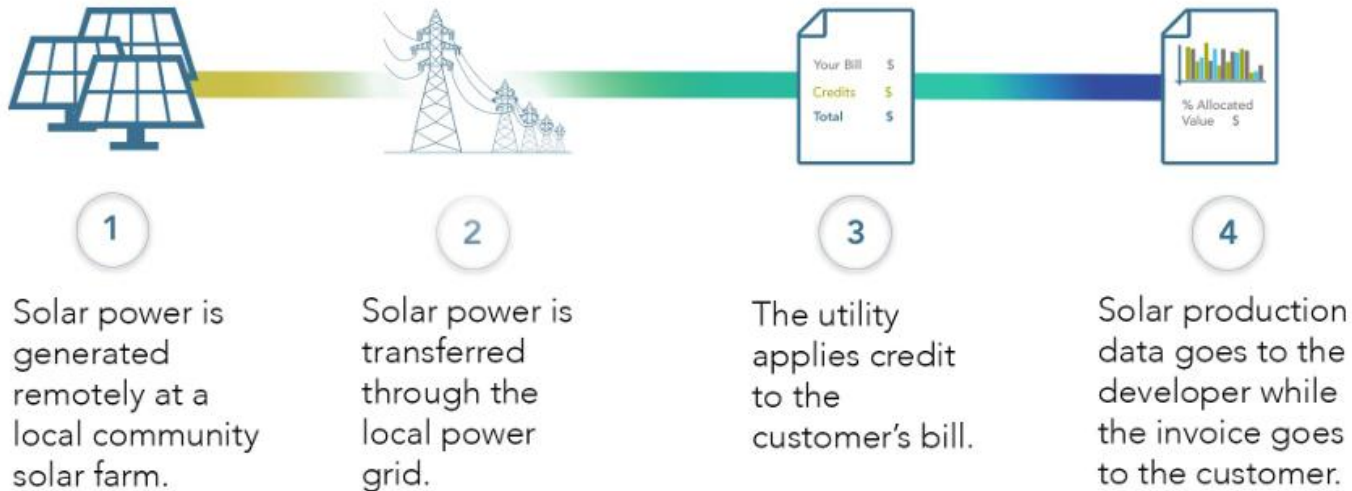 Your Bill $
Credits $
Total $
% Allocated
Value $
1
2
3
4
Solar power is
generated
remotely at a
local community
solar farm.
Solar power is
transferred
through the
local power
grid.
The utility
applies credit
to the
customer's bill.
Solar production
data goes to the
developer while
the invoice goes
to the customer.